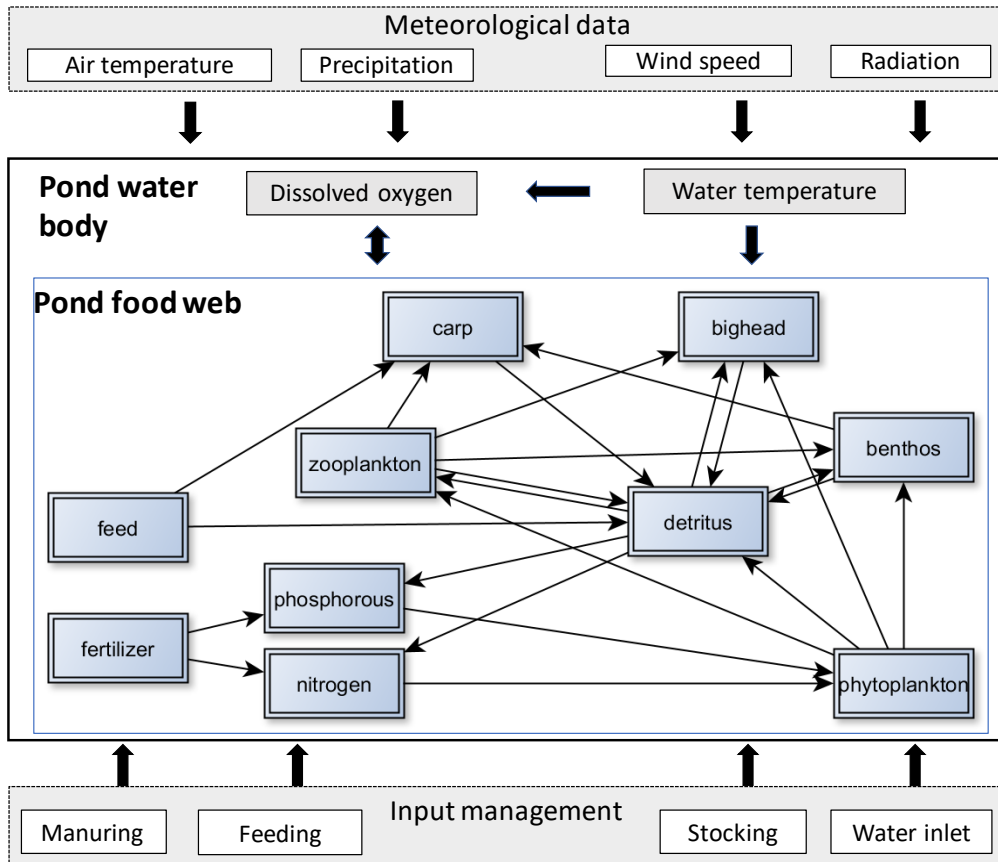 Meteorological data
Air temperature
Precipitation
Wind speed
Radiation
Pond water
body
Dissolved oxygen
Water temperature
Pond food web
carp
bighead
zooplankton
benthos
feed
detritus
phosphorous
fertilizer
nitrogen
phytoplankton
Input management
Manuring
Feeding
Stocking
Water inlet